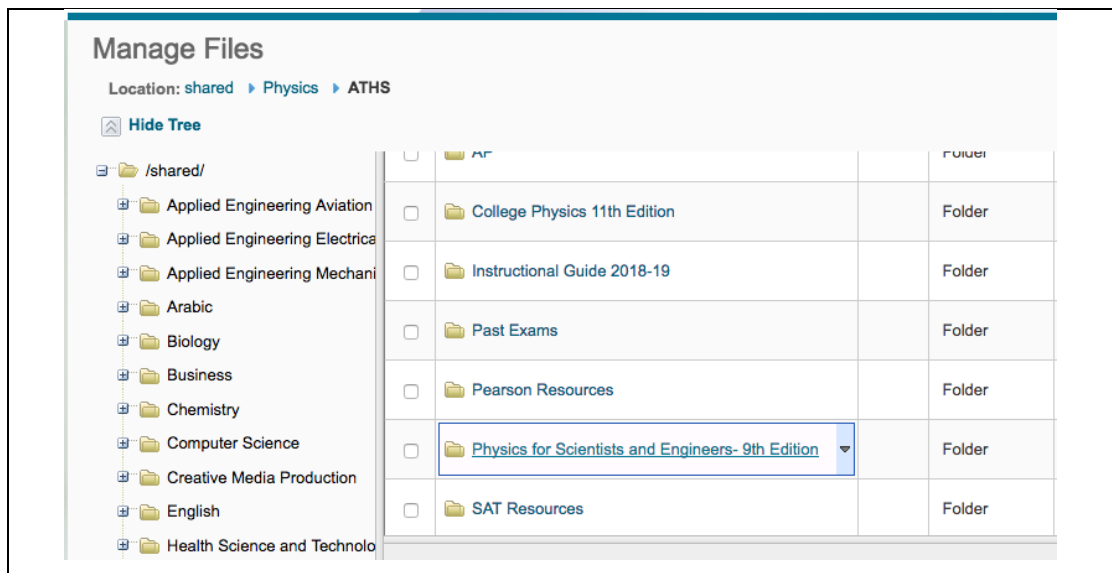 Manage Files
Location: shared Physics ATHS
Hide Tree
/shared/
Applied Engineering Aviation
Applied Engineering Electrica
Applied Engineering Mechani
Arabic
Biology
Business
Chemistry
Computer Science
Creative Media Production
English
Health Science and Technolo
AP Folder
College Physics 11th Edition Folder
Instructional Guide 2018-19 Folder
Past Exams Folder
Pearson Resources Folder
Physics for Scientists and Engineers- 9th Edition Folder
SAT Resources Folder